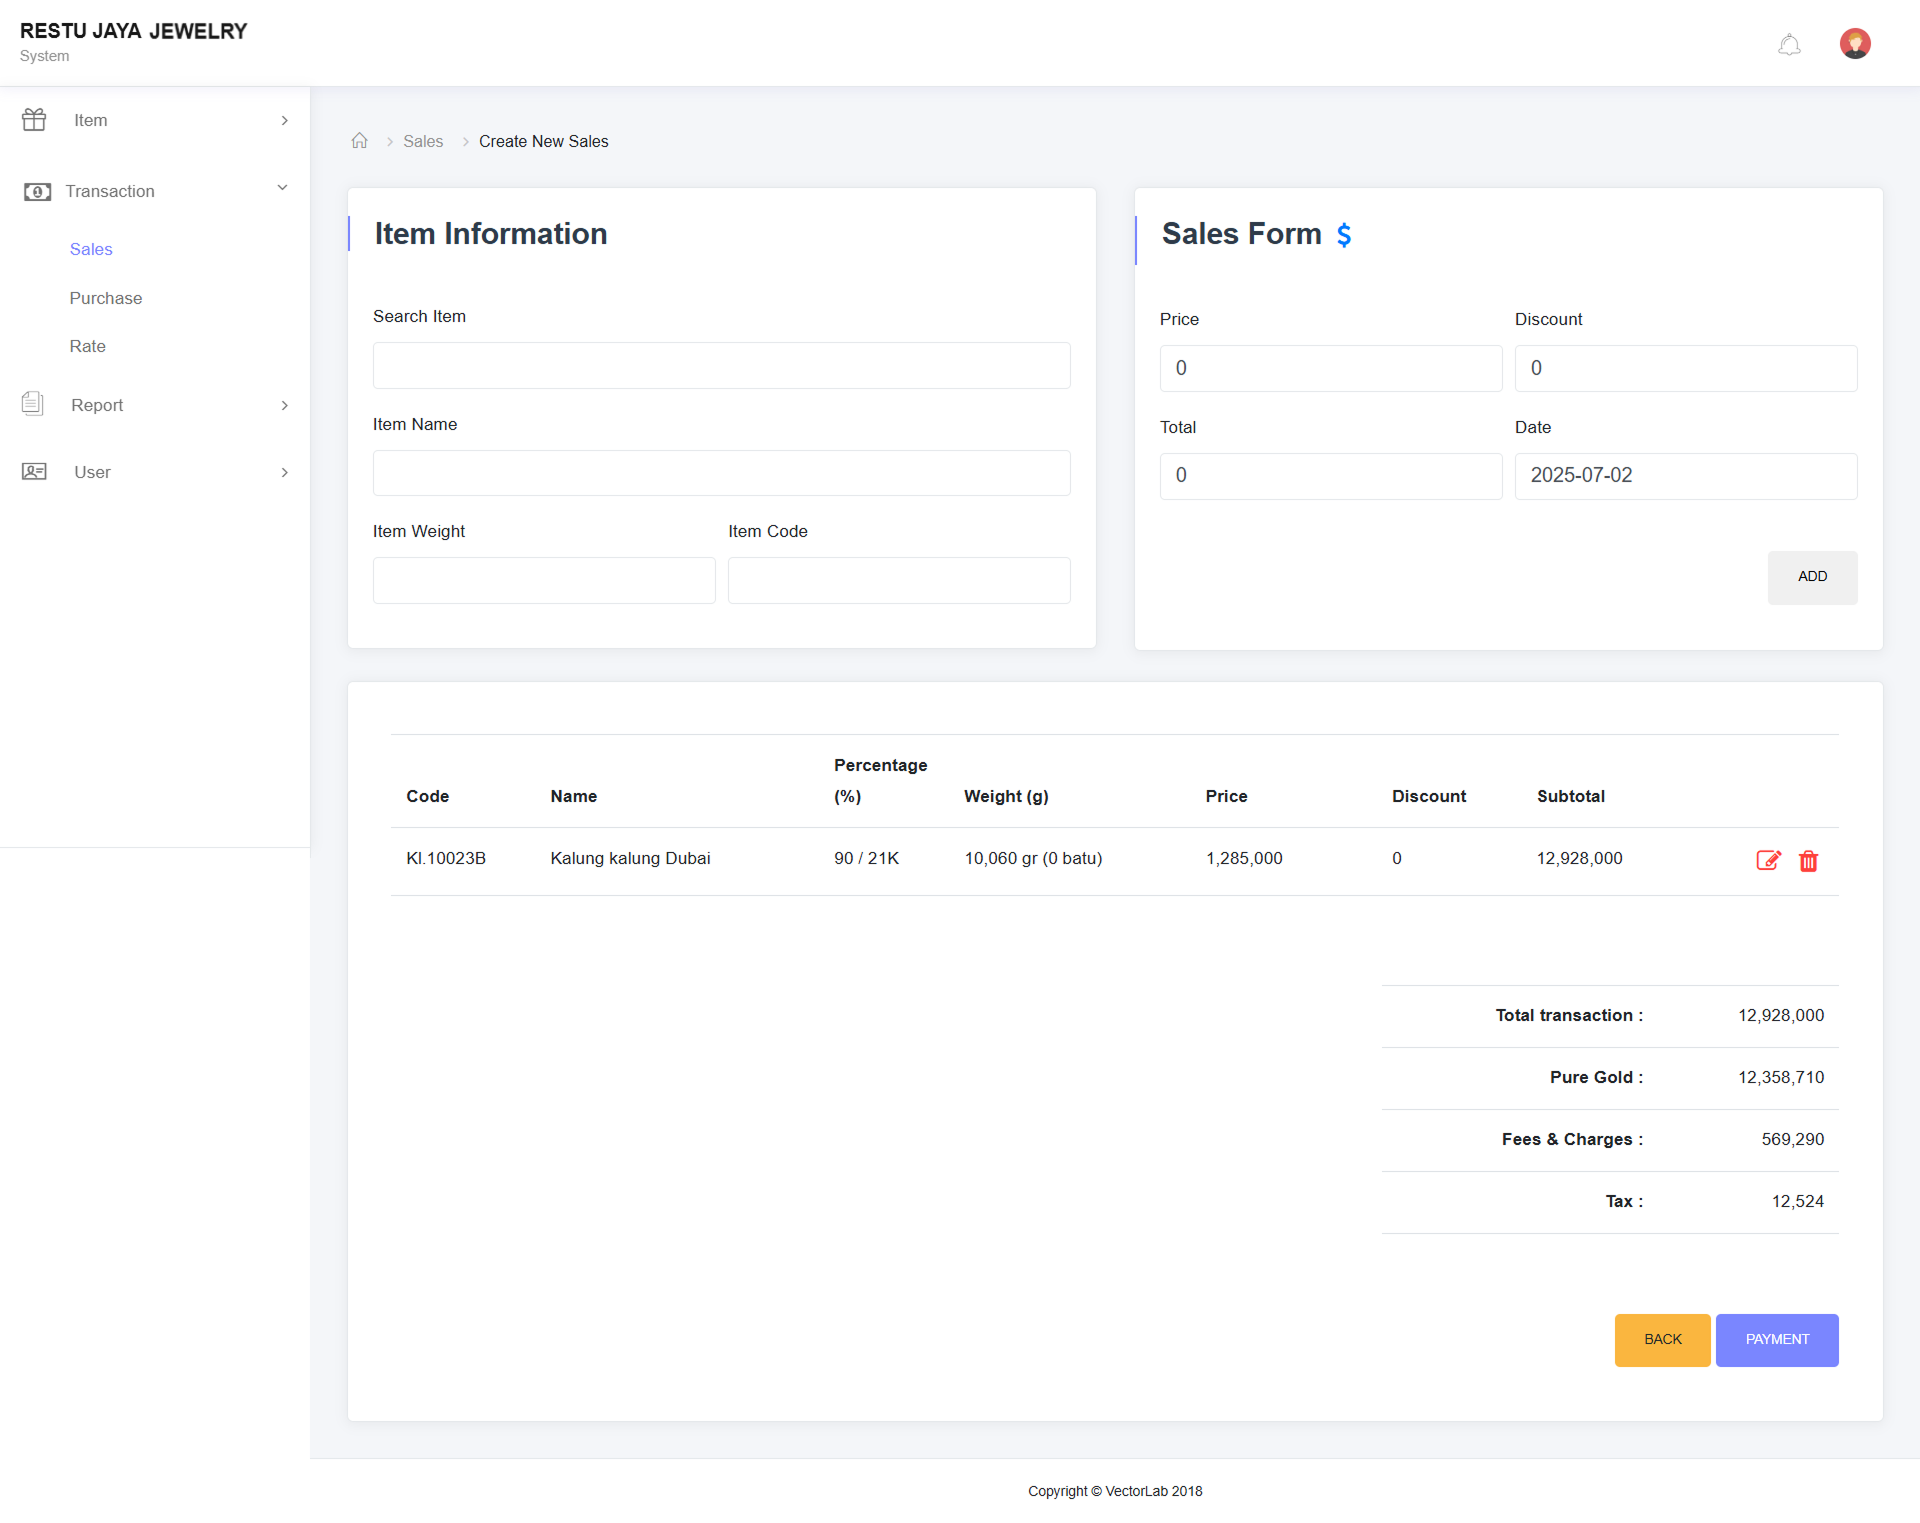 RESTU JAYA JEWELRY
System
Item
Transaction
Sales
Purchase
Rate
Report
User
Sales
Create New Sales
Item Information
Search Item
Item Name
Item Weight
Item Code
Sales Form $
Price
Discount
0
0
Total
Date
0
2025-07-02
ADD
Code
Name
Percentage
(%)
Weight (g)
Price
Discount
Subtotal
Kl.10023B
Kalung kalung Dubai
90 / 21K
10,060 gr (0 batu)
1,285,000
0
12,928,000
Total transaction :
12,928,000
Pure Gold :
12,358,710
Fees & Charges :
569,290
Tax :
12,524
BACK
PAYMENT
Copyright © VectorLab 2018